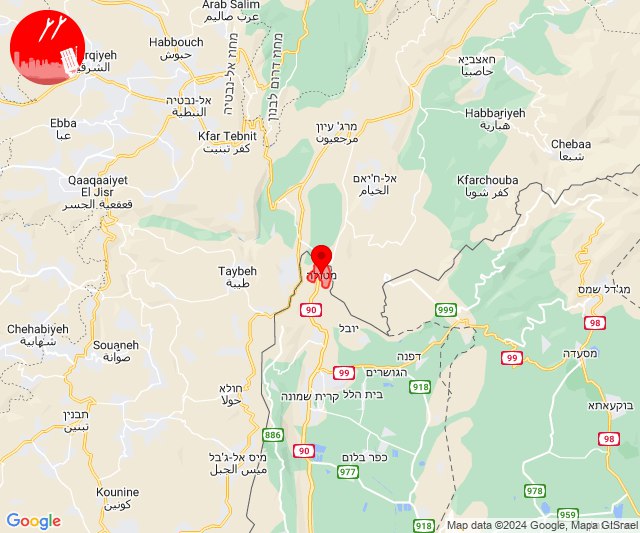 Arab Salim
عرب صاليم
Habbouch
حبوش
מחוז אל-נבטיה
מחוז דרום לבנון
rqiyeh
חאצביא
حاصبيا
אל-נבטיה
النبطية
Habbariyeh
هبارية
Ebba
عبا
Kfar Tebnit
كفر تبنيت
מרג' עיון
مرجعيون
Chebaa
شبعا
Qaaqaaiyet
El Jisr
قعقعية الجسر
אל-ח'יאם
الخيام
Kfarchouba
كفر شوبا
Taybeh
طيبة
מטולה
מג'דל שמס
90
999
98
Chehabiyeh
شهابية
Souaneh
صوانة
יובל
דפנה
99
מסעדה
הגושרים
99
918
חולא
حولا
קרית שמונה
בית הלל
בוקעאתא
תבנין
تبنين
886
98
מיס אל-ג'בל
ميس الجبل
90
כפר בלום
977
Kounine
كونين
978
959
918
98
Google
Map data ©2024 Google, Mapa GISrael